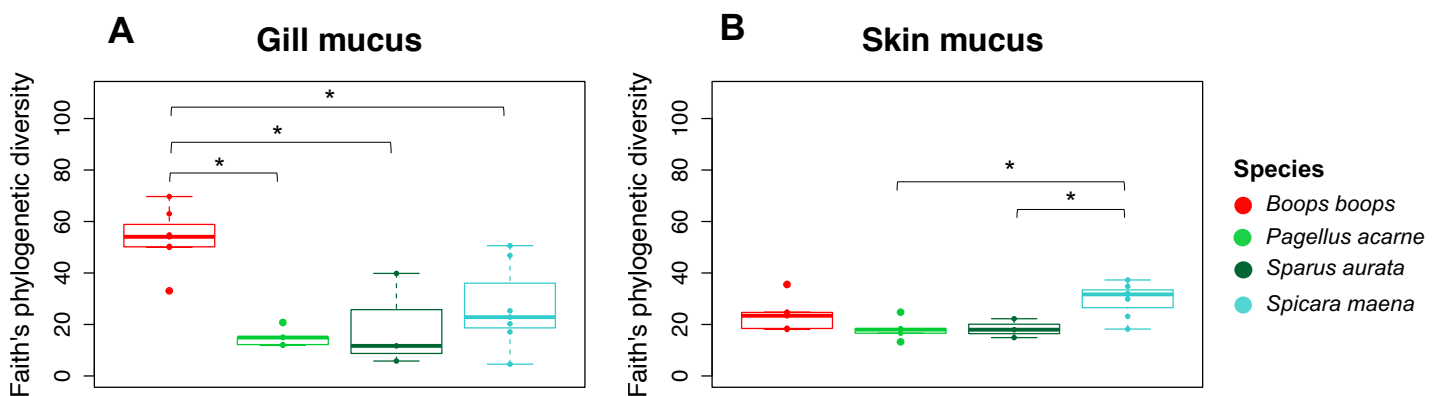 A
Gill mucus
Faith's phylogenetic diversity
100
80
60
40
20
0
*
*
*
B
Skin mucus
Faith's phylogenetic diversity
100
80
60
40
20
0
*
*
Species
Boops boops
Pagellus acarne
Sparus aurata
Spicara maena